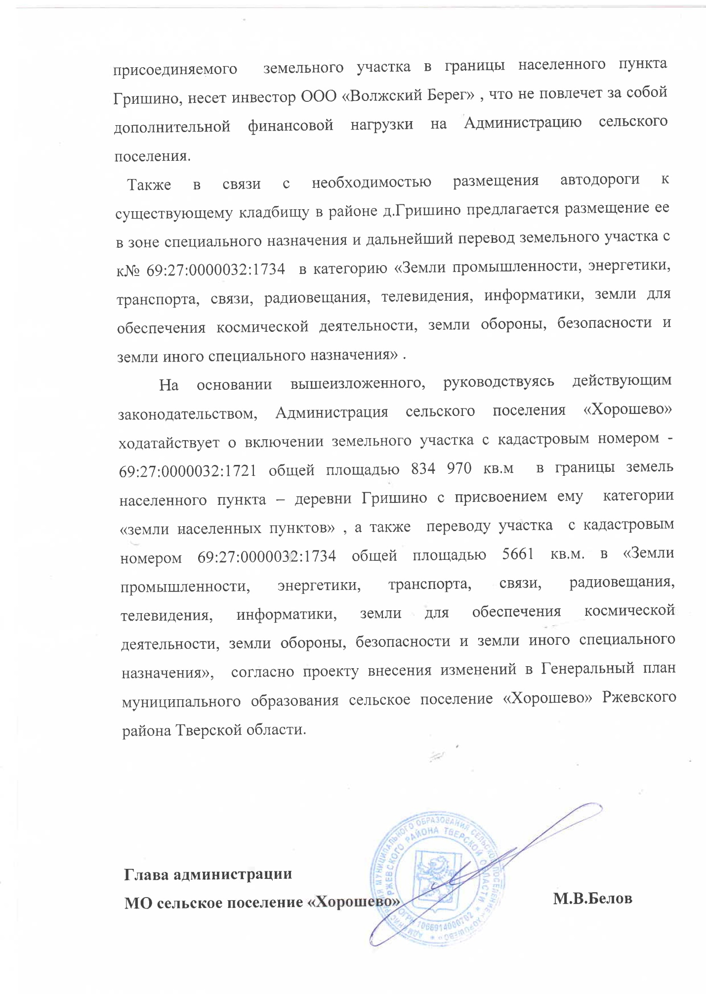 присоединяемого земельного участка в границы населенного пункта
Гришино, несет инвестор ООО «Волжский Берег» , что не повлечет за собой
дополнительной финансовой нагрузки на Администрацию сельского
поселения.
Также в связи с необходимостью размещения автодороги к
существующему кладбищу в районе д.Гришино предлагается размещение ее
в зоне специального назначения и дальнейший перевод земельного участка с
к№ 69:27:0000032:1734 в категорию «Земли промышленности, энергетики,
транспорта, связи, радиовещания, телевидения, информатики, земли для
обеспечения космической деятельности, земли обороны, безопасности и
земли иного специального назначения» .
На основании вышеизложенного, руководствуясь действующим
законодательством, Администрация сельского поселения «Хорошево»
ходатайствует о включении земельного участка с кадастровым номером -
69:27:0000032:1721 общей площадью 834 970 кв.м в границы земель
населенного пункта – деревни Гришино с присвоением ему категории
«земли населенных пунктов» , а также переводу участка с кадастровым
номером 69:27:0000032:1734 общей площадью 5661 кв.м. в «Земли
промышленности, энергетики, транспорта, связи, радиовещания,
телевидения, информатики, земли для обеспечения космической
деятельности, земли обороны, безопасности и земли иного специального
назначения», согласно проекту внесения изменений в Генеральный план
муниципального образования сельское поселение «Хорошево» Ржевского
района Тверской области.
Глава администрации
МО сельское поселение «Хорошево» М.В.Белов
АДМИНИСТРАЦИЯ МУНИЦИПАЛЬНОГО ОБРАЗОВАНИЯ СЕЛЬСКОЕ ПОСЕЛЕНИЕ «ХОРОШЕВО»
РЖЕВСКОГО РАЙОНА ТВЕРСКОЙ ОБЛАСТИ
ОГРН 1066914000702